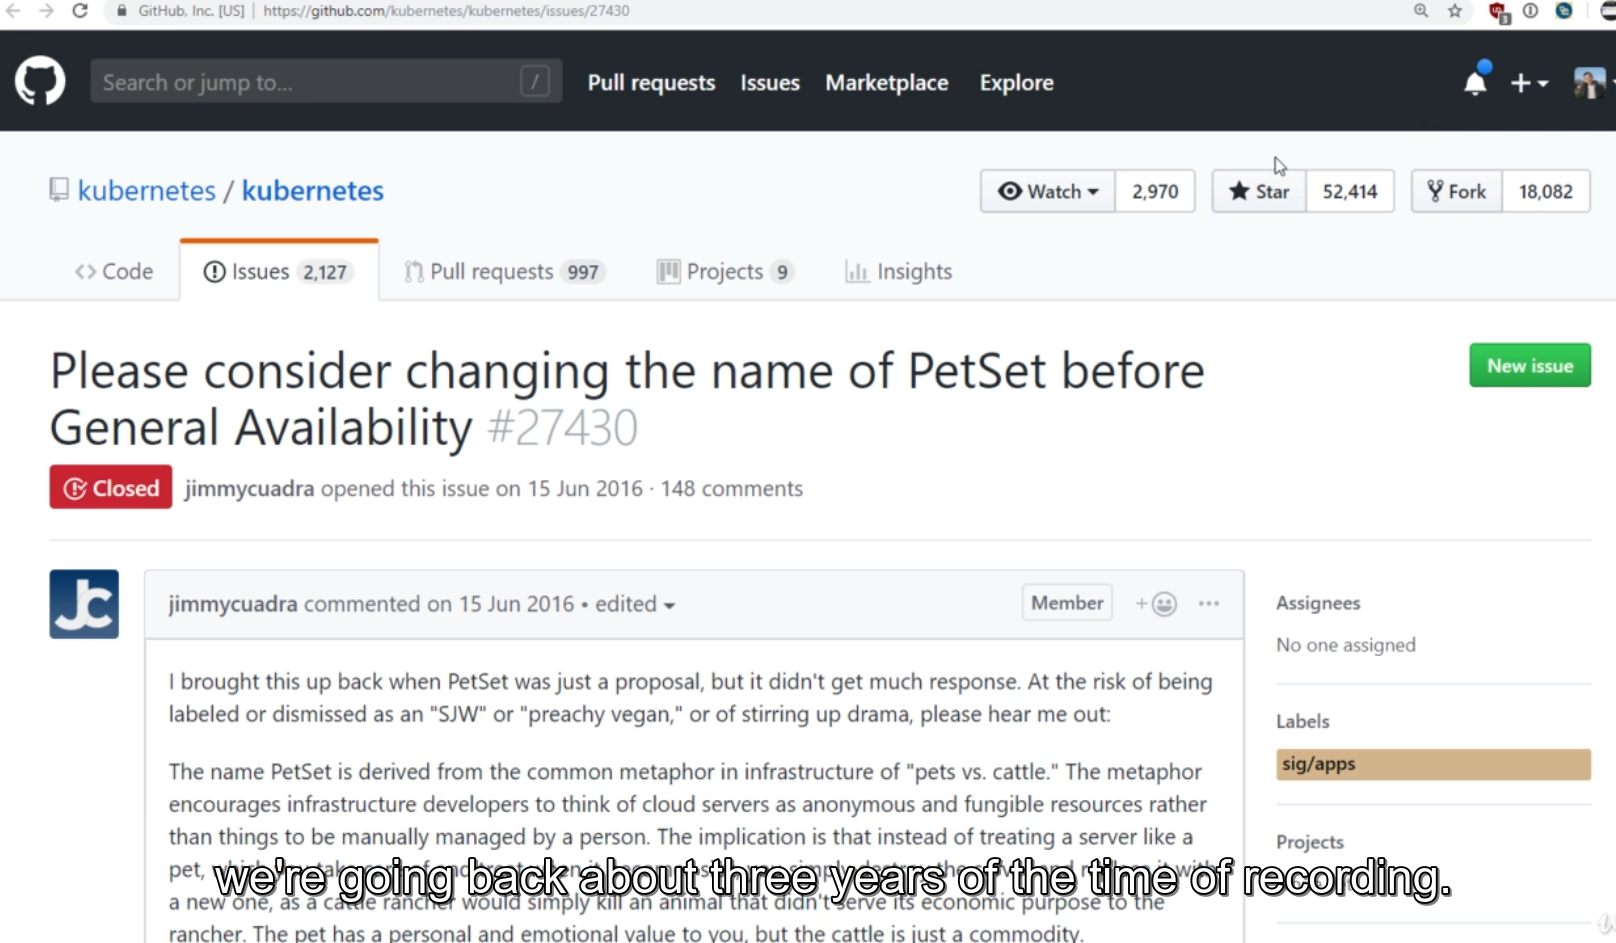 GitHub, Inc. [US] | https://github.com/kubernetes/kubernetes/issues/27430
3
Search or jump to... /
Pull requests Issues Marketplace Explore
kubernetes / kubernetes
Watch 2,970 Star 52,414 Fork 18,082
Code Issues 2,127 Pull requests 997 Projects 9 Insights
Please consider changing the name of PetSet before
General Availability #27430
New issue
Closed jimmycuadra opened this issue on 15 Jun 2016 · 148 comments
JC
jimmycuadra commented on 15 Jun 2016 • edited
Member
I brought this up back when PetSet was just a proposal, but it didn't get much response. At the risk of being
labeled or dismissed as an "SJW" or "preachy vegan," or of stirring up drama, please hear me out:
The name PetSet is derived from the common metaphor in infrastructure of "pets vs. cattle." The metaphor
encourages infrastructure developers to think of cloud servers as anonymous and fungible resources rather
than things to be manually managed by a person. The implication is that instead of treating a server like a
pet,
a new one, as a cattle rancher would simply kill an animal that didn't serve its economic purpose to the
rancher. The pet has a personal and emotional value to you, but the cattle is just a commodity.
Assignees
No one assigned
Labels
sig/apps
Projects
we're going back about three years of the time of recording.